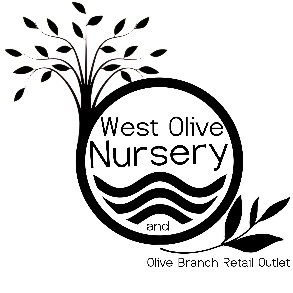 West Olive
Nursery
and
Olive Branch Retail Outlet